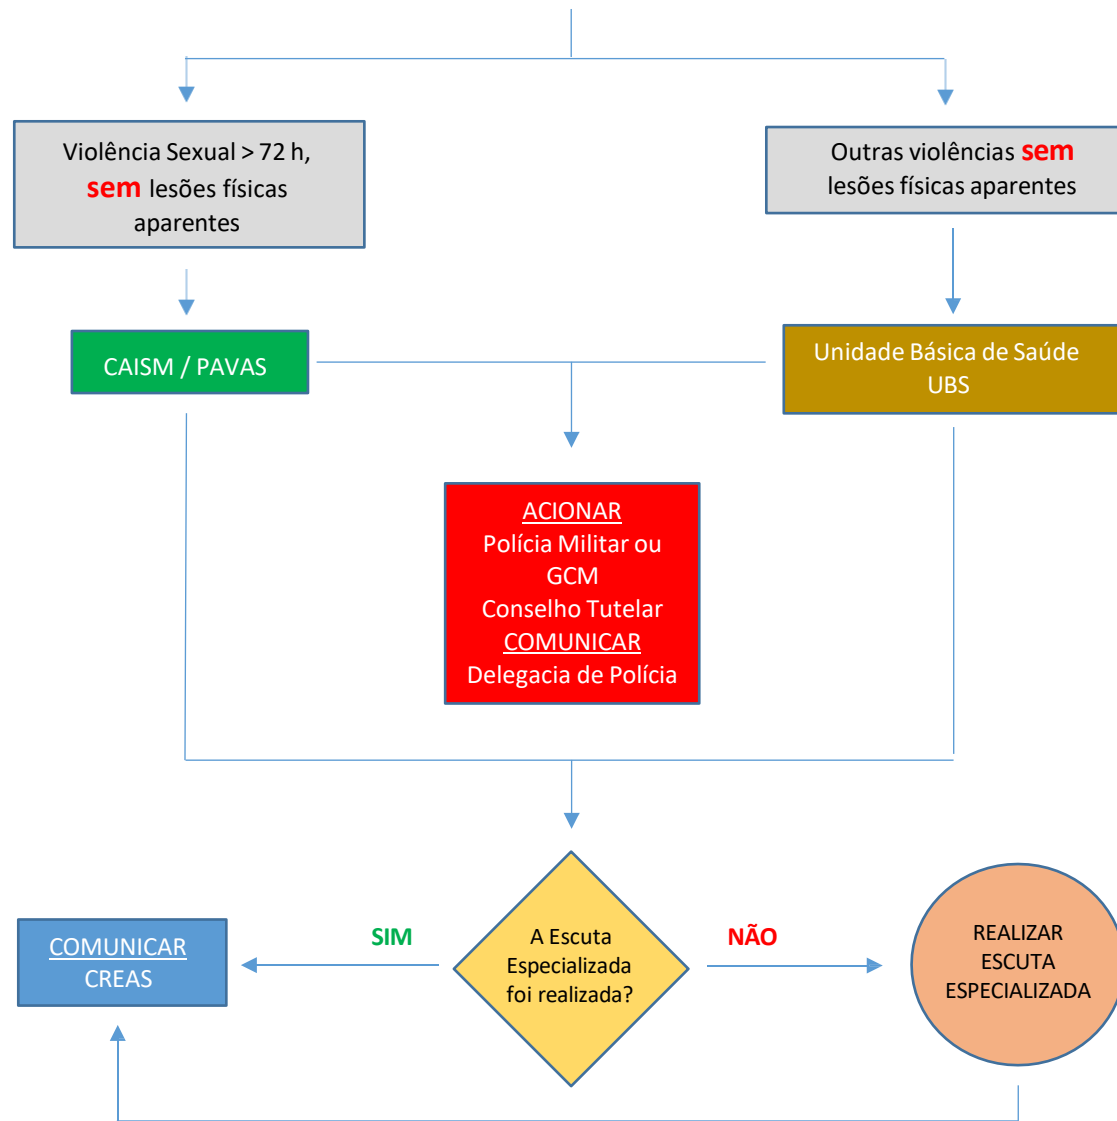 Violência Sexual > 72 h,
sem lesões físicas
aparentes
Outras violências sem
lesões físicas aparentes
CAISM / PAVAS
Unidade Básica de Saúde
UBS
ACIONAR
Polícia Militar ou
GCM
Conselho Tutelar
COMUNICAR
Delegacia de Polícia
COMUNICAR
CREAS
SIM
A Escuta
Especializada
foi realizada?
NÃO
REALIZAR
ESCUTA
ESPECIALIZADA